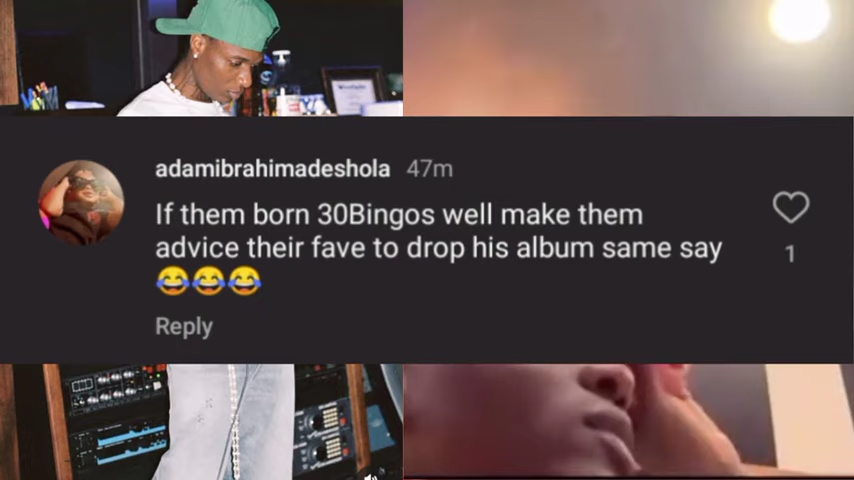 adamibrahimadeshola 47m
If them born 30Bingos well make them
advice their fave to drop his album same say
😂😂😂
1
Reply